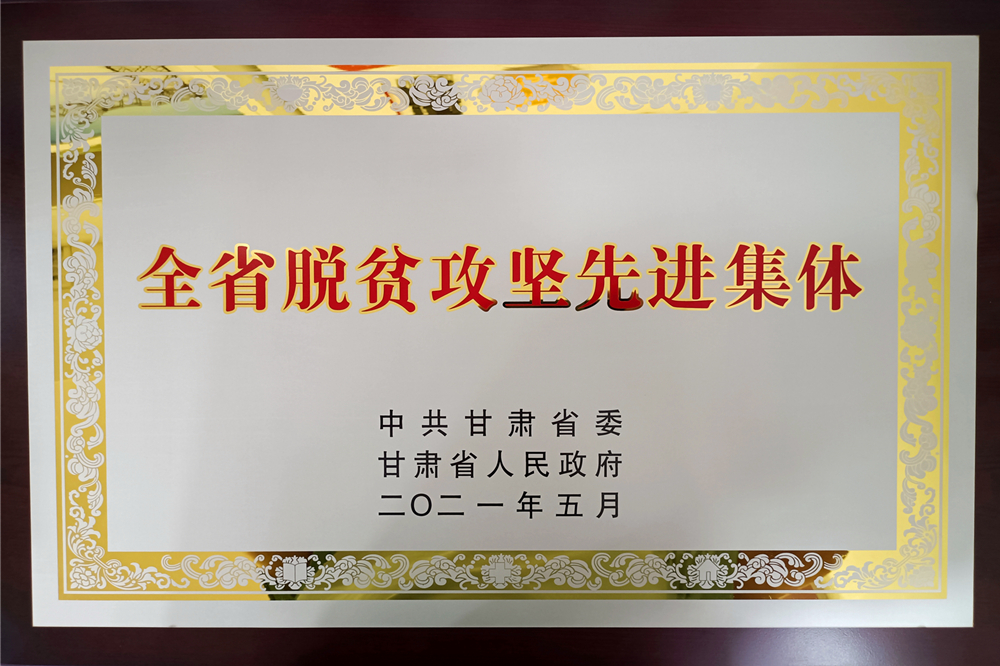 全省脱贫攻坚先进集体
中共甘肃省委
甘肃省人民政府
二〇二一年五月